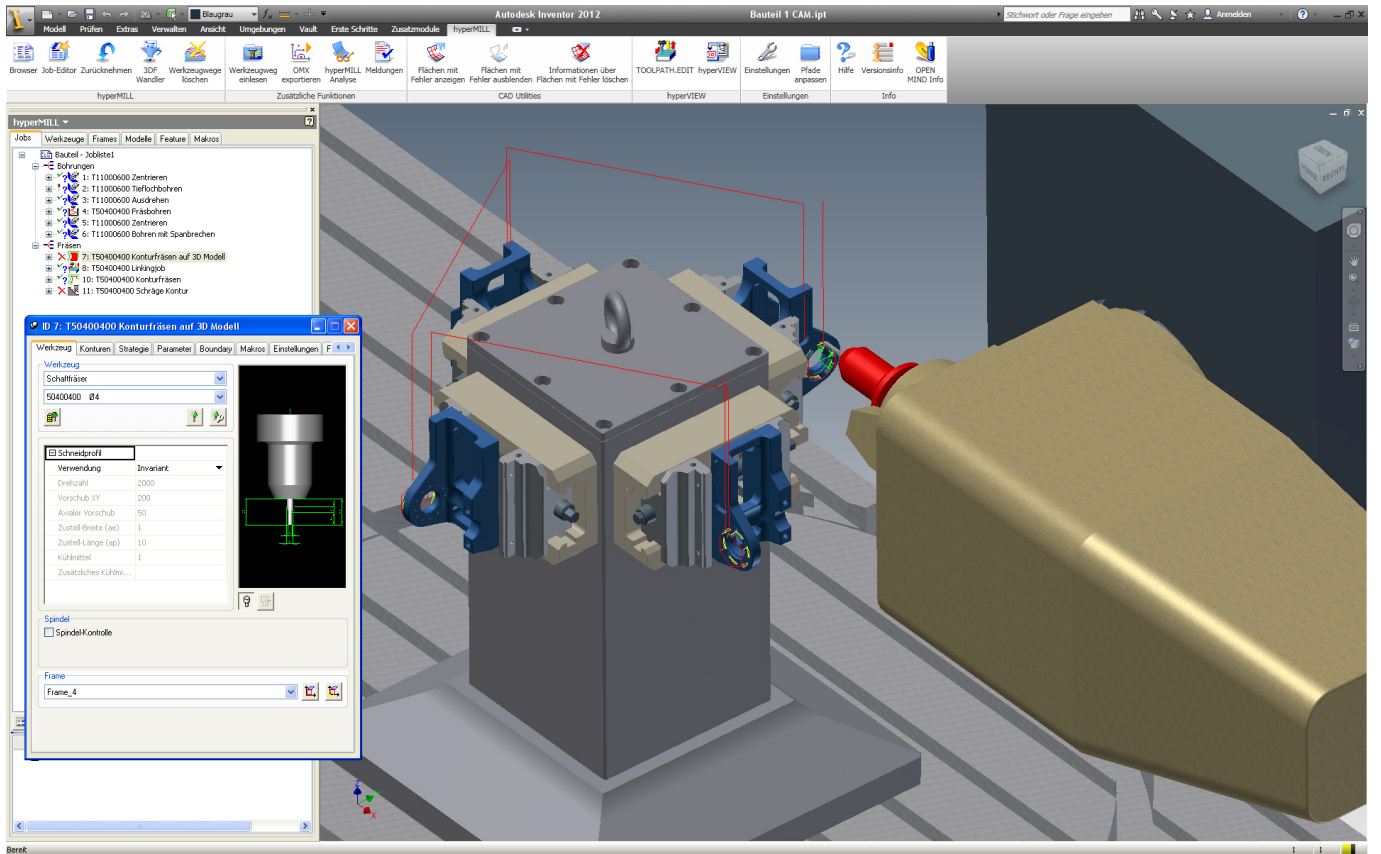 Blaugrau
Autodesk Inventor 2012
Bauteil 1 CAM.ipt
Stichwort oder Frage eingeben
Anmelden
Modell Prüfen Extras Verwalten Ansicht Umgebungen Vault Erste Schritte Zusatzmodule hyperMILL
Browser Job-Editor Zurücknehmen 3DF Wandler Werkzeugwege löschen Werkzeugweg einlesen OMX exportieren hyperMILL Analyse Meldungen Flächen mit Fehler anzeigen Flächen mit Fehler ausblenden Informationen über Flächen mit Fehler löschen TOOLPATH.EDIT hyperVIEW Einstellungen Pfade anpassen Hilfe Versionsinfo OPEN MIND Info
hyperMILL Zusätzliche Funktionen CAD Utilities hyperVIEW Einstellungen Info
hyperMILL
Jobs Werkzeuge Frames Modelle Feature Makros
Bauteil - Jobliste1
Bohrungen
1: T11000600 Zentrieren
2: T11000600 Tieflochbohren
3: T11000600 Ausdrehen
4: T50400400 Fräsbohren
5: T11000600 Zentrieren
6: T11000600 Bohren mit Spanbrechen
Fräsen
7: T50400400 Konturfräsen auf 3D Modell
8: T50400400 Linkingjob
10: T50400400 Konturfräsen
11: T50400400 Schräge Kontur
ID 7: T50400400 Konturfräsen auf 3D Modell
Werkzeug Konturen Strategie Parameter Boundary Makros Einstellungen F
Werkzeug
Schaftfräser
50400400 Ø4
Schneidprofil
Verwendung Invariant
Drehzahl 2000
Vorschub XY 200
Axialer Vorschub 50
Zustell-Breite (ae) 1
Zustell-Länge (ap) 10
Kühlmittel 1
Zusätzliches Kühlmi...
Spindel
Spindel-Kontrolle
Frame
Frame_4
OBEN
VORNE
RECHTS
Z
Y
X
Bereit
1 1